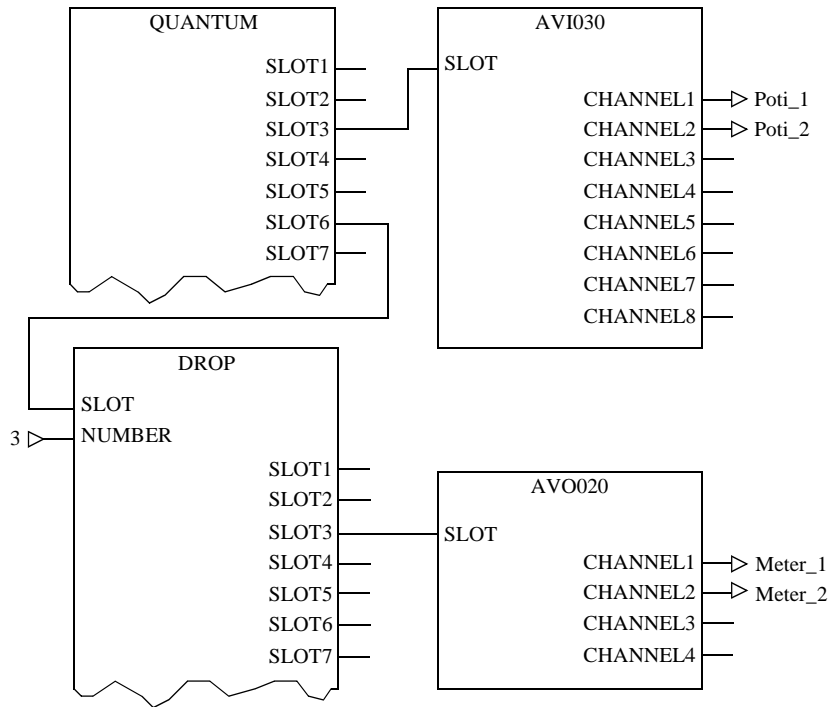 QUANTUM
SLOT1
SLOT2
SLOT3
SLOT4
SLOT5
SLOT6
SLOT7
AVI030
SLOT
CHANNEL1
Poti_1
CHANNEL2
Poti_2
CHANNEL3
CHANNEL4
CHANNEL5
CHANNEL6
CHANNEL7
CHANNEL8
DROP
SLOT
3
NUMBER
SLOT1
SLOT2
SLOT3
SLOT4
SLOT5
SLOT6
SLOT7
AVO020
SLOT
CHANNEL1
Meter_1
CHANNEL2
Meter_2
CHANNEL3
CHANNEL4